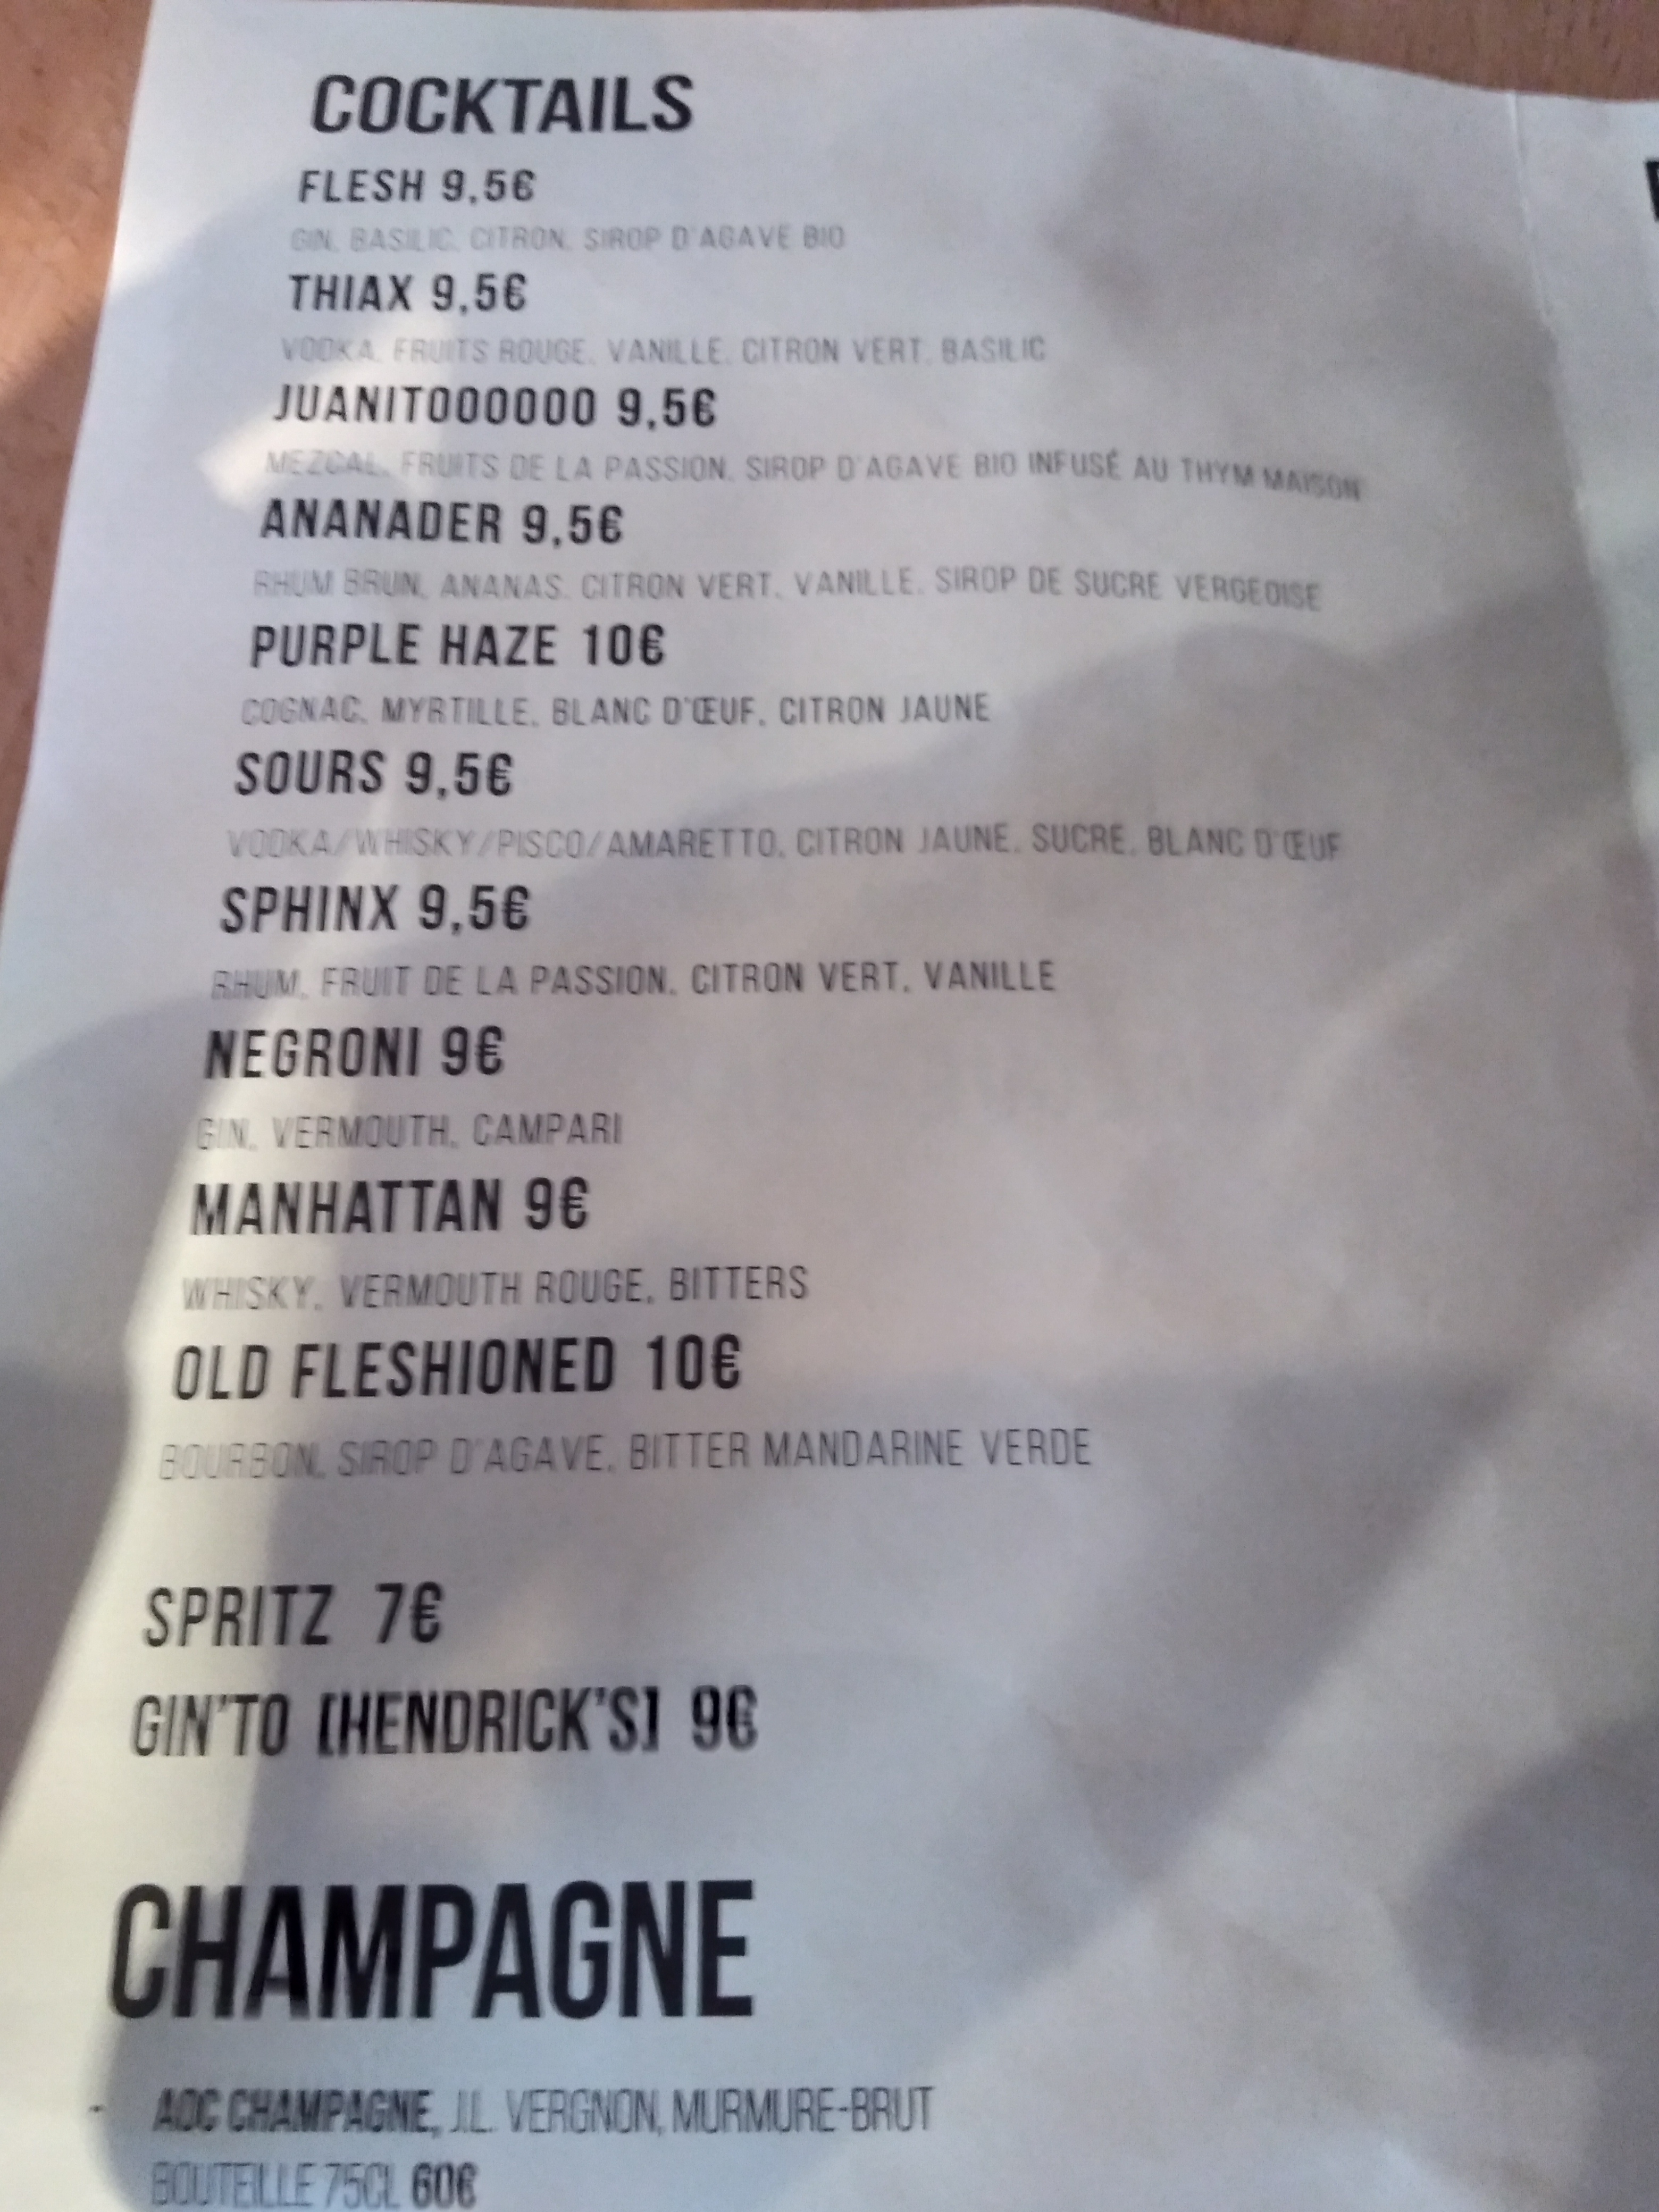 COCKTAILS
FLESH 9,5€
GIN, BASILIC, CITRON, SIROP D'AGAVE BIO
THIAX 9,5€
VODKA, FRUITS ROUGE, VANILLE, CITRON VERT, BASILIC
JUANITOOOOOO 9,5€
MEZCAL, FRUITS DE LA PASSION, SIROP D'AGAVE BIO INFUSÉ AU THYM MAISON
ANANADER 9,5€
RHUM BRUN, ANANAS, CITRON VERT, VANILLE, SIROP DE SUCRE VERGEOISE
PURPLE HAZE 10€
COGNAC, MYRTILLE, BLANC D'ŒUF, CITRON JAUNE
SOURS 9,5€
VODKA/WHISKY/PISCO/AMARETTO, CITRON JAUNE, SUCRE, BLANC D'ŒUF
SPHINX 9,5€
RHUM, FRUIT DE LA PASSION, CITRON VERT, VANILLE
NEGRONI 9€
GIN, VERMOUTH, CAMPARI
MANHATTAN 9€
WHISKY, VERMOUTH ROUGE, BITTERS
OLD FLESHIONED 10€
BOURBON, SIROP D'AGAVE, BITTER MANDARINE VERDE
SPRITZ 7€
GIN'TO [HENDRICK'S] 9€
CHAMPAGNE
- AOC CHAMPAGNE, J.L. VERGNON, MURMURE-BRUT
BOUTEILLE 75CL 60€